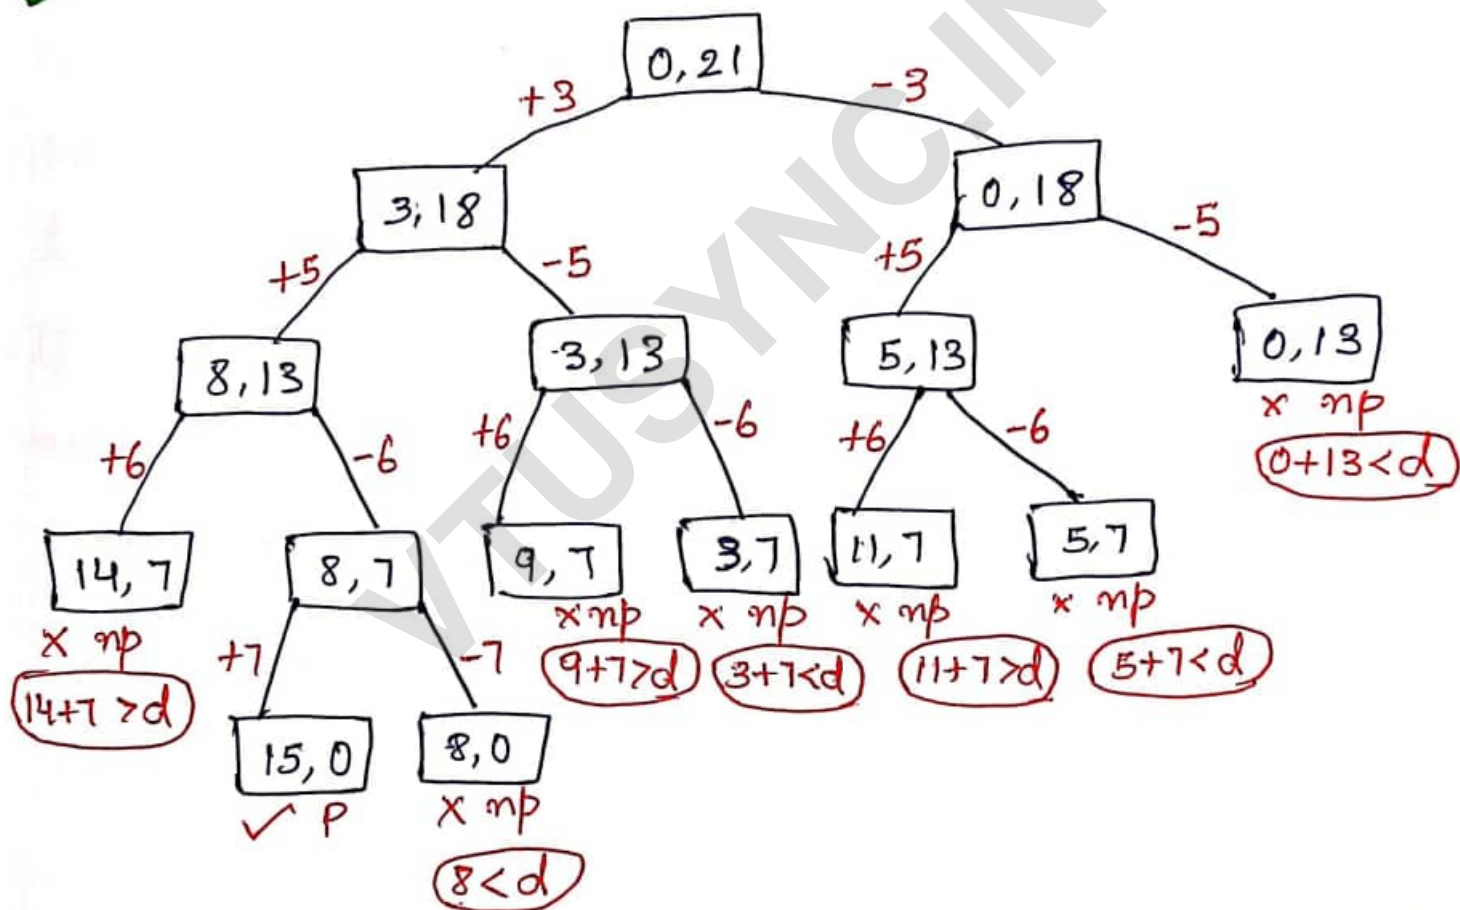 0,21
+3
-3
3,18
0,18
+5
-5
+5
-5
8,13
3,13
5,13
0,13
x np
0+13<d
+6
-6
+6
-6
+6
-6
14,7
8,7
9,7
3,7
11,7
5,7
x np
x np
x np
x np
x np
14+7>d
+7
-7
9+7>d
3+7<d
11+7>d
5+7<d
15,0
8,0
✓ P
x np
8<d
VTUSYNC.IN